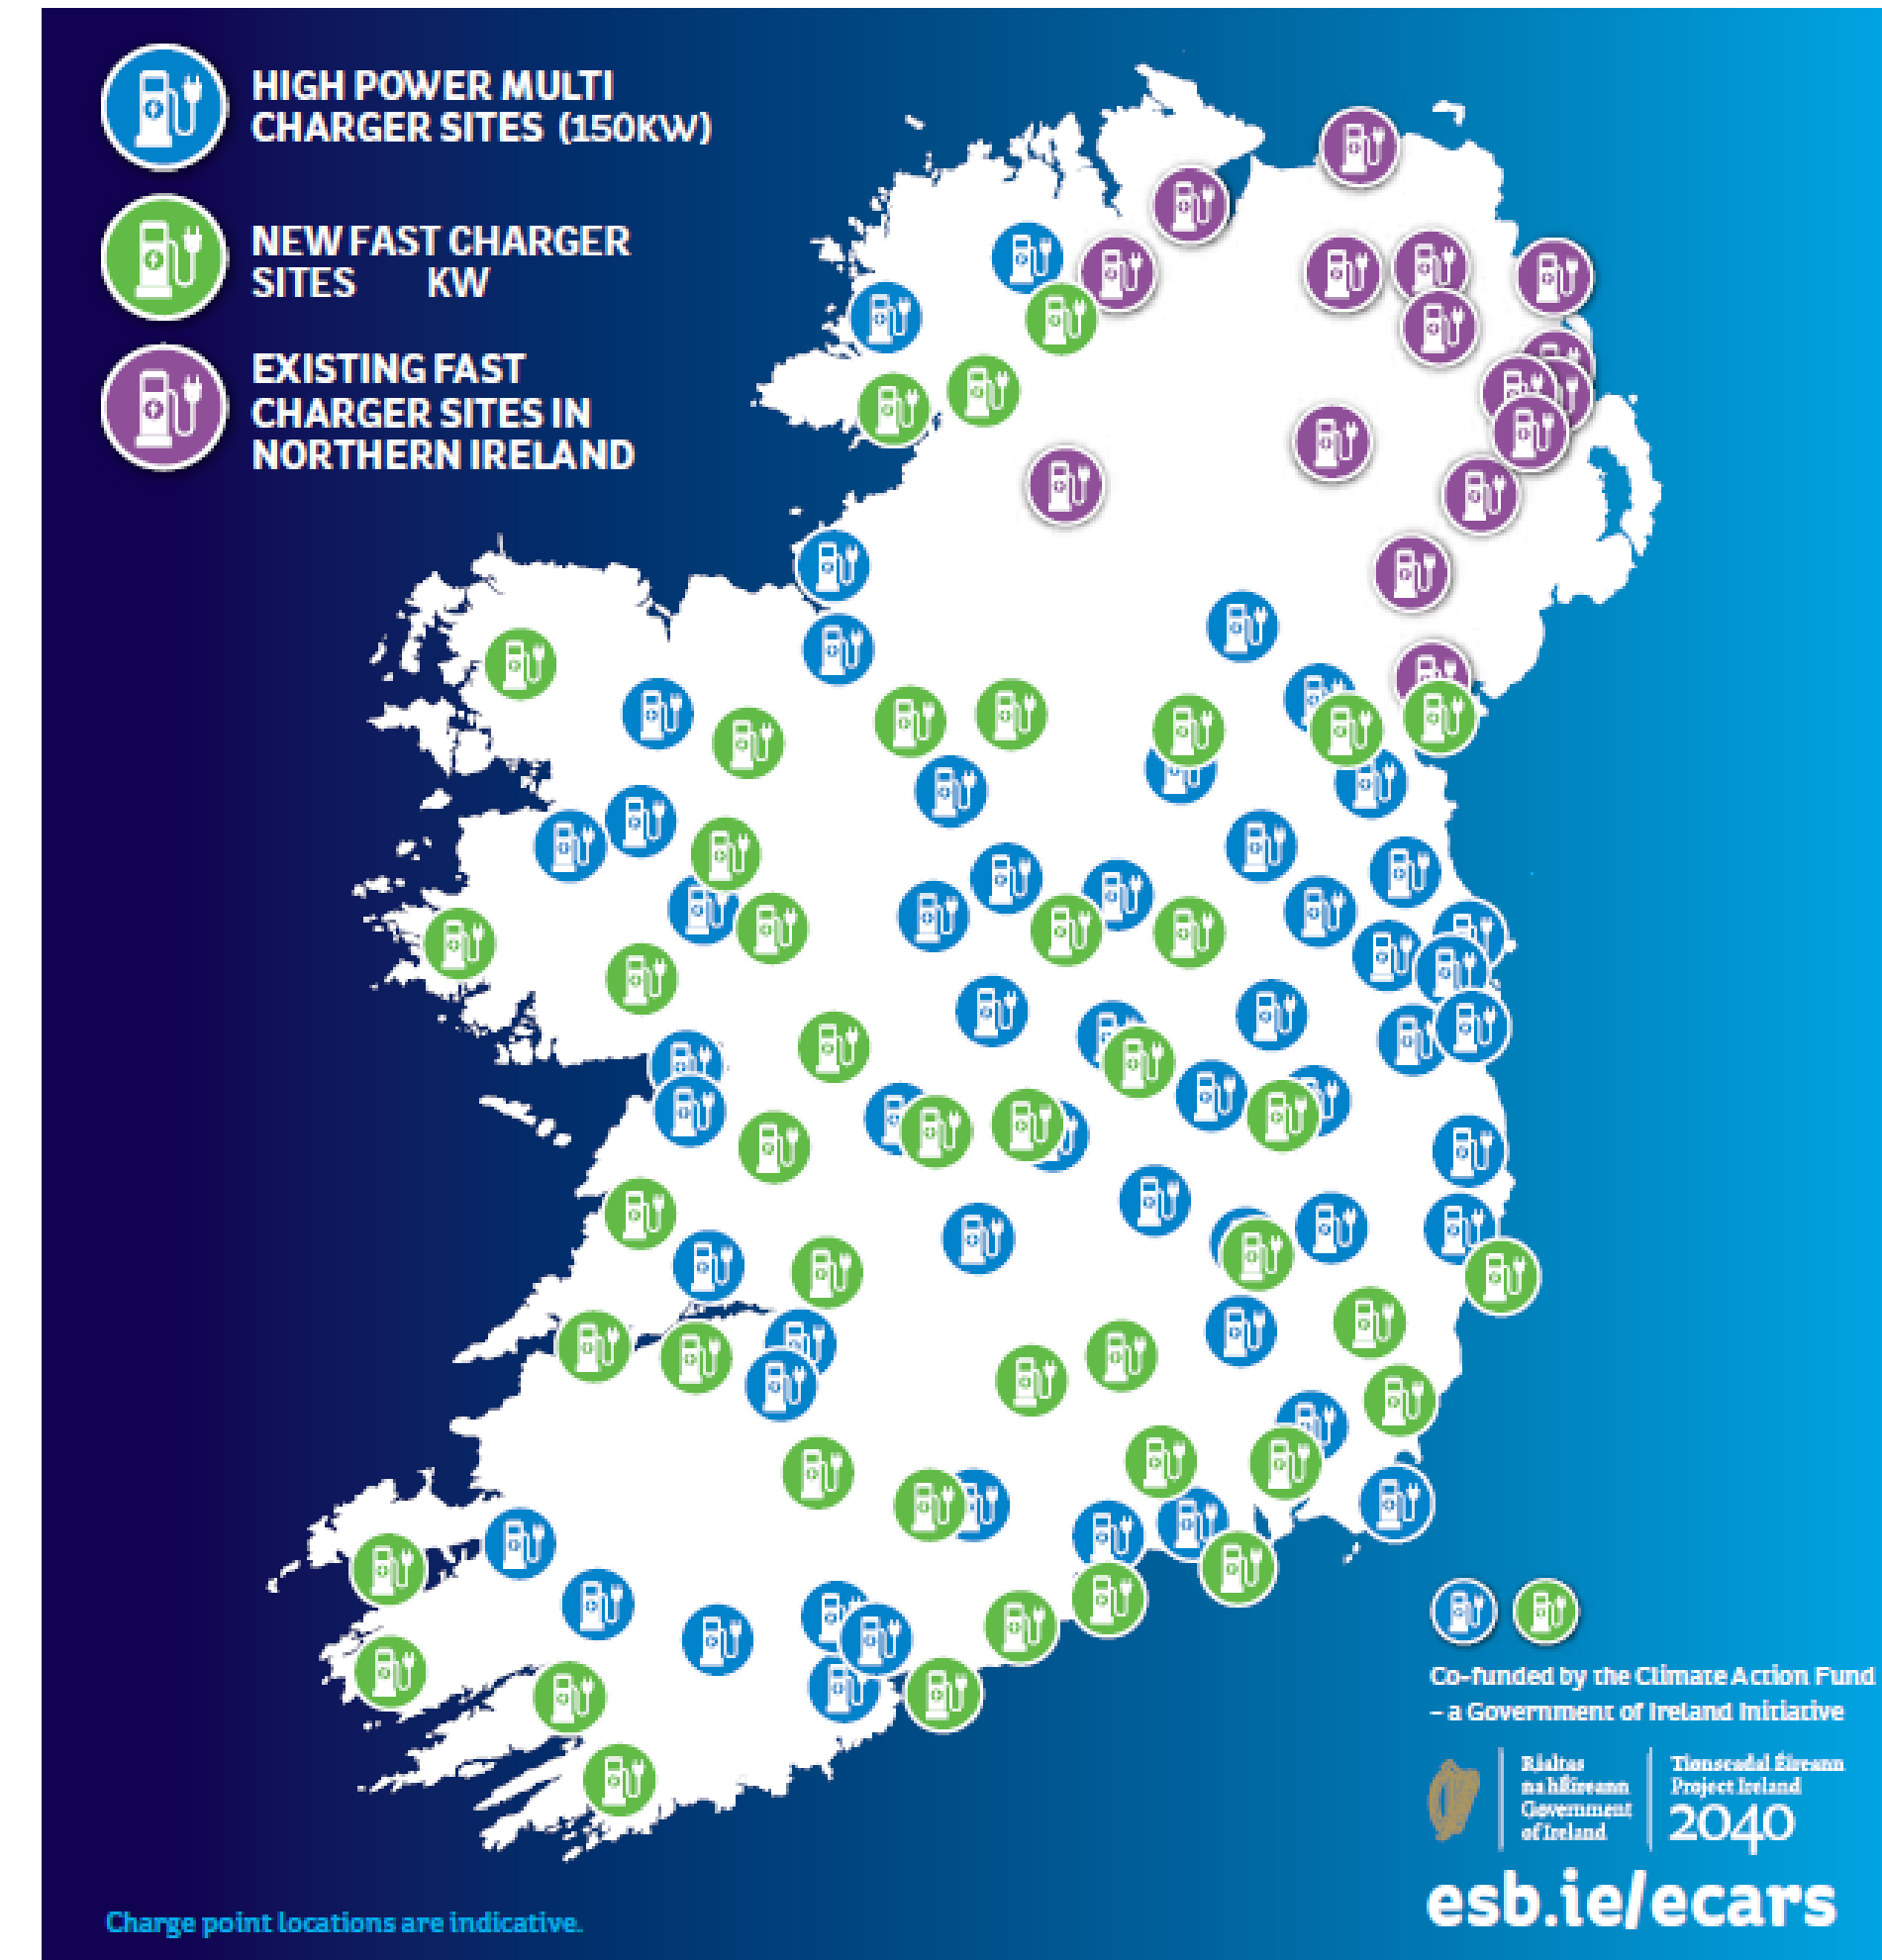 HIGH POWER MULTI
CHARGER SITES (150KW)
NEW FAST CHARGER
SITES KW
EXISTING FAST
CHARGER SITES IN
NORTHERN IRELAND
Co-funded by the Climate Action Fund
– a Government of Ireland Initiative
Rialtas
na hÉireann
Government
of Ireland
Tionscadal Éireann
Project Ireland
2040
esb.ie/ecars
Charge point locations are indicative.